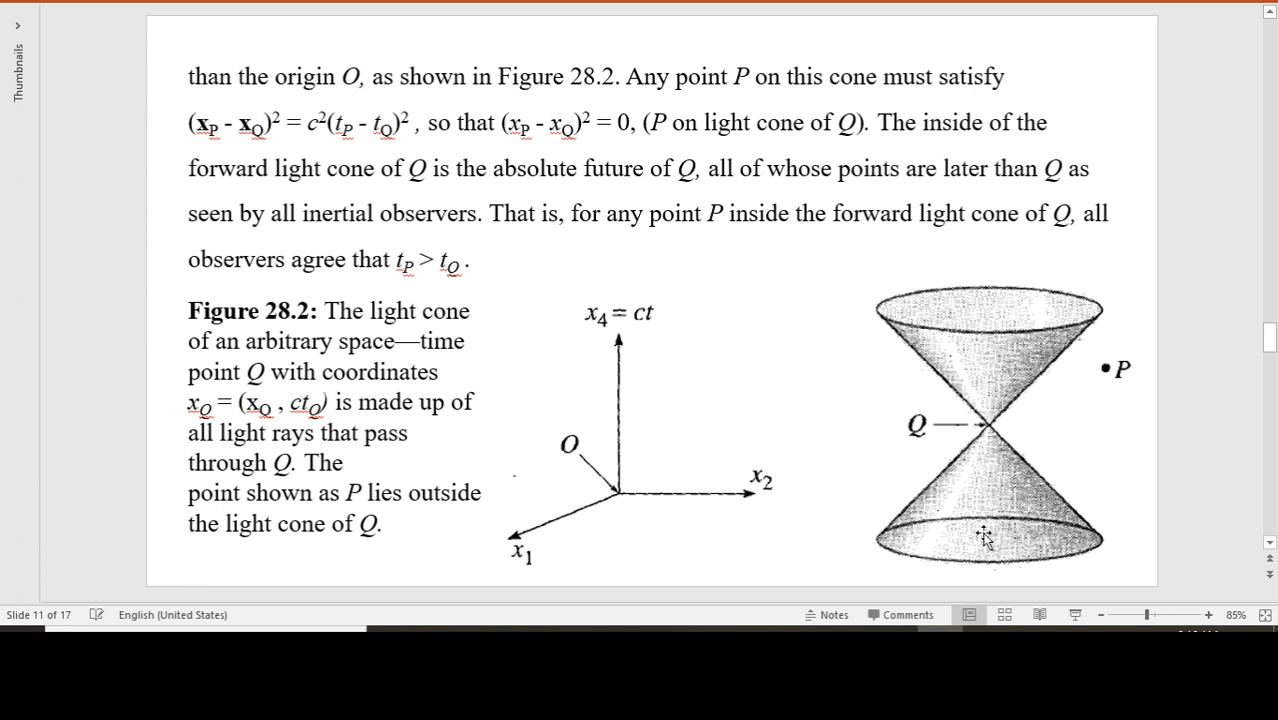 Thumbnails
than the origin O, as shown in Figure 28.2. Any point P on this cone must satisfy
(xP - xQ)² = c²(tP - tQ)² , so that (xP - xQ)² = 0, (P on light cone of Q). The inside of the
forward light cone of Q is the absolute future of Q, all of whose points are later than Q as
seen by all inertial observers. That is, for any point P inside the forward light cone of Q, all
observers agree that tP > tQ .
Figure 28.2: The light cone
of an arbitrary space—time
point Q with coordinates
xQ = (xQ , ctQ) is made up of
all light rays that pass
through Q. The
point shown as P lies outside
the light cone of Q.
x4 = ct
O
x2
x1
Q
P
Slide 11 of 17
English (United States)
Notes
Comments
85%